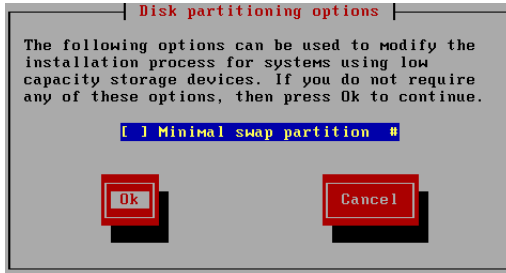 Disk partitioning options
The following options can be used to modify the
installation process for systems using low
capacity storage devices. If you do not require
any of these options, then press Ok to continue.
[ ] Minimal swap partition #
Ok Cancel